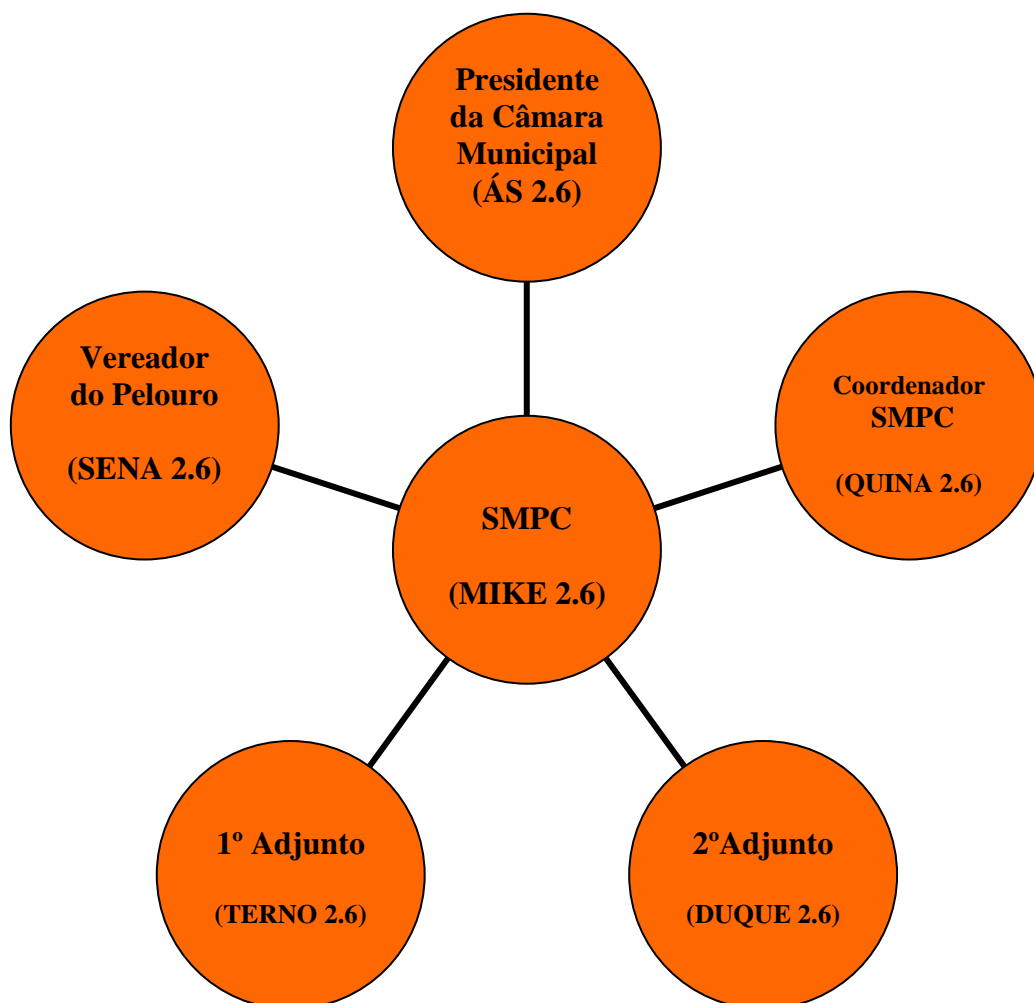 Presidente
da Câmara
Municipal
(ÁS 2.6)
Vereador
do Pelouro
(SENA 2.6)
Coordenador
SMPC
(QUINA 2.6)
SMPC
(MIKE 2.6)
1º Adjunto
(TERNO 2.6)
2ºAdjunto
(DUQUE 2.6)